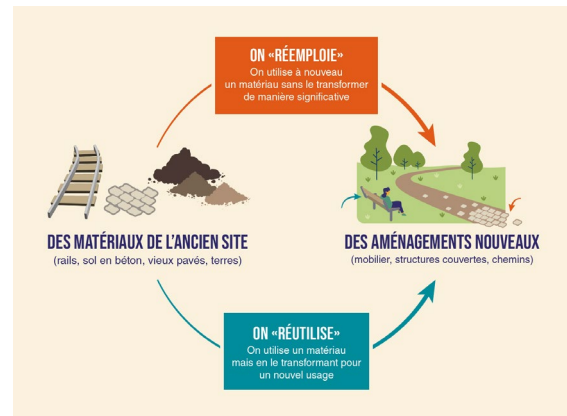 ON «RÉEMPLOIE»
On utilise à nouveau
un matériau sans le transformer
de manière significative
DES MATÉRIAUX DE L'ANCIEN SITE
(rails, sol en béton, vieux pavés, terres)
DES AMÉNAGEMENTS NOUVEAUX
(mobilier, structures couvertes, chemins)
ON «RÉUTILISE»
On utilise un matériau
mais en le transformant pour
un nouvel usage